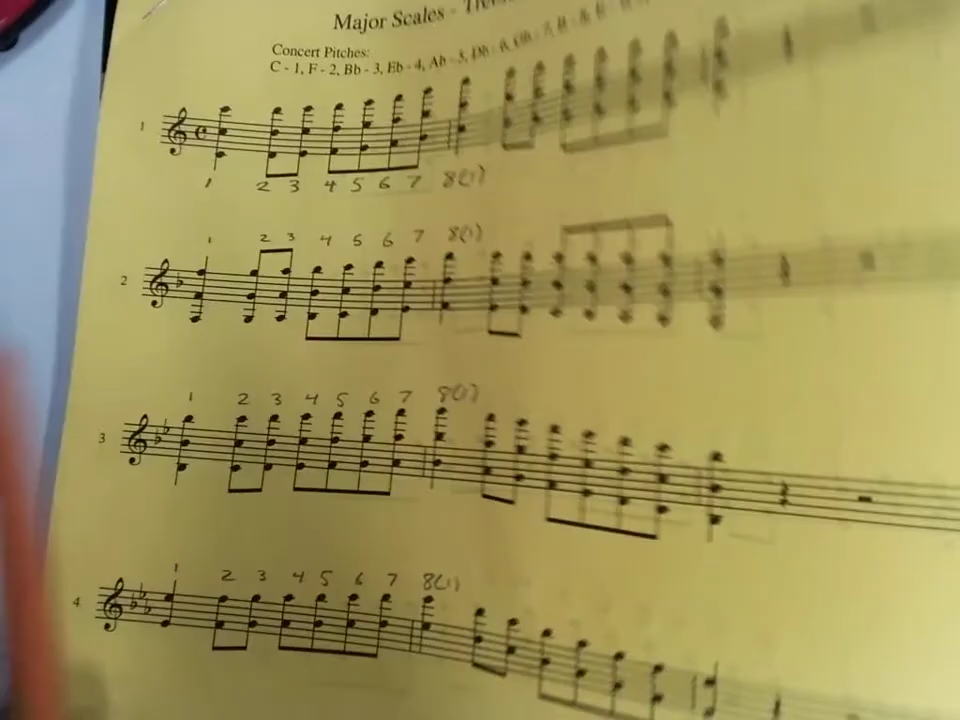 Major Scales -
Concert Pitches:
C - 1, F - 2, Bb - 3, Eb - 4, Ab - 5, Db - 6,
1
1 2 3 4 5 6 7 8(1)
1 2 3 4 5 6 7 8(1)
2
1 2 3 4 5 6 7 8(1)
3
1 2 3 4 5 6 7 8(1)
4